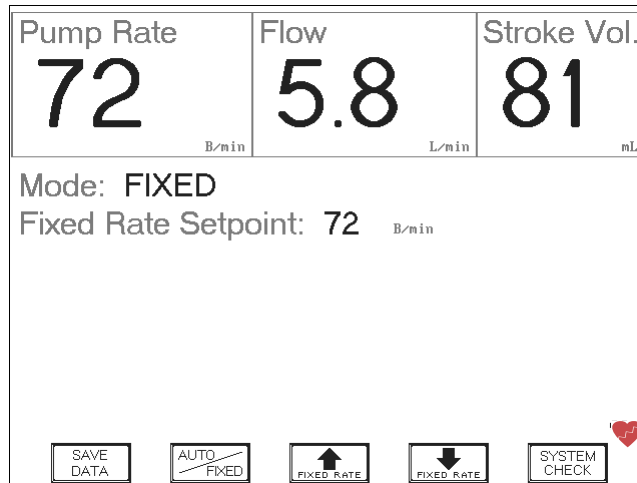 Pump Rate Flow Stroke Vol.
72 5.8 81
B/min L/min mL
Mode: FIXED
Fixed Rate Setpoint: 72 B/min
SAVE DATA
AUTO FIXED
FIXED RATE
FIXED RATE
SYSTEM CHECK